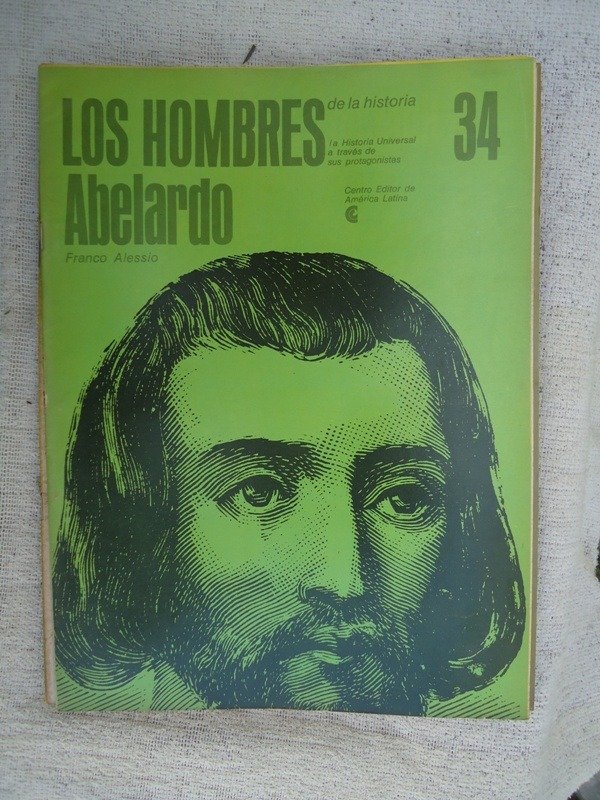 LOS HOMBRES de la historia
34
la Historia Universal
a través de
sus protagonistas
Abelardo
Centro Editor de
América Latina
Franco Alessio